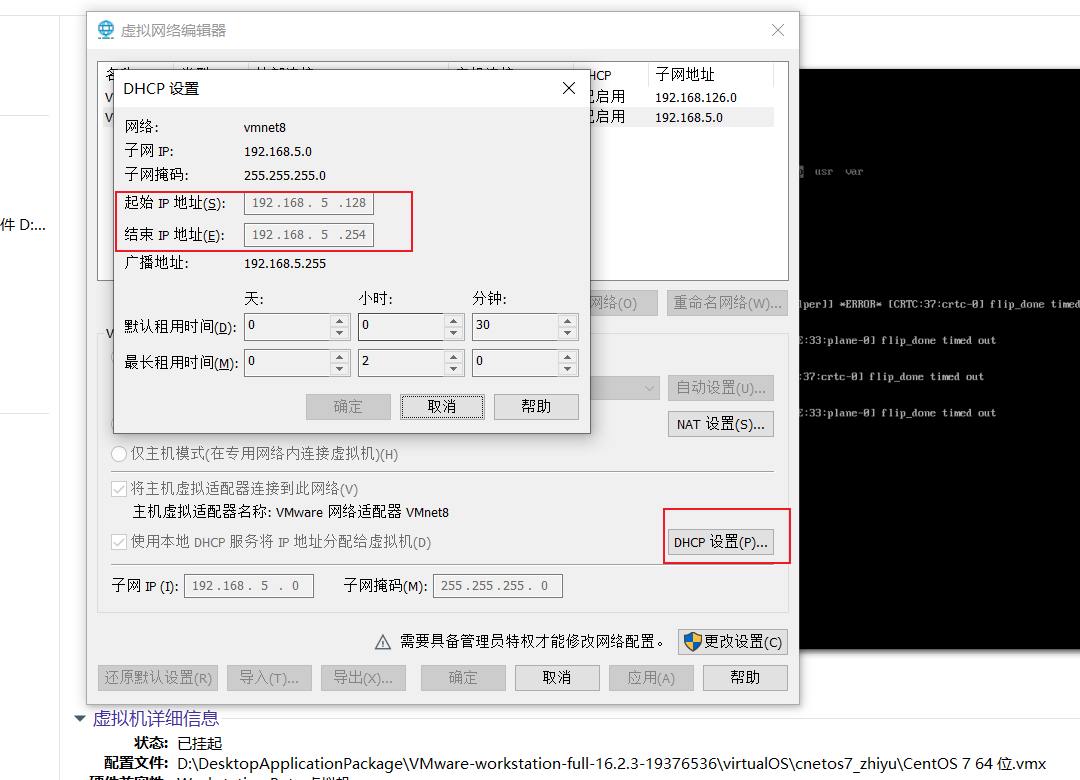 虚拟网络编辑器
HCP 子网地址
已启用 192.168.126.0
已启用 192.168.5.0
DHCP 设置
网络: vmnet8
子网 IP: 192.168.5.0
子网掩码: 255.255.255.0
起始 IP 地址(S): 192.168. 5 .128
结束 IP 地址(E): 192.168. 5 .254
广播地址: 192.168.5.255
天: 小时: 分钟:
默认租用时间(D): 0 0 30
最长租用时间(M): 0 2 0
确定 取消 帮助
网络(O) 重命名网络(W)...
自动设置(U)...
NAT 设置(S)...
仅主机模式(在专用网络内连接虚拟机)(H)
将主机虚拟适配器连接到此网络(V)
主机虚拟适配器名称: VMware 网络适配器 VMnet8
使用本地 DHCP 服务将 IP 地址分配给虚拟机(D)
DHCP 设置(P)...
子网 IP (I): 192.168. 5 . 0 子网掩码(M): 255.255.255. 0
需要具备管理员特权才能修改网络配置。 更改设置(C)
还原默认设置(R) 导入(T)... 导出(X)... 确定 取消 应用(A) 帮助
件 D:...
usr var
lper]] *ERROR* [CRTC:37:crtc-0] flip_done timed
E:33:plane-0] flip_done timed out
:37:crtc-0] flip_done timed out
E:33:plane-0] flip_done timed out
虚拟机详细信息
状态: 已挂起
配置文件: D:\DesktopApplicationPackage\VMware-workstation-full-16.2.3-19376536\virtualOS\cnetos7_zhiyu\CentOS 7 64 位.vmx